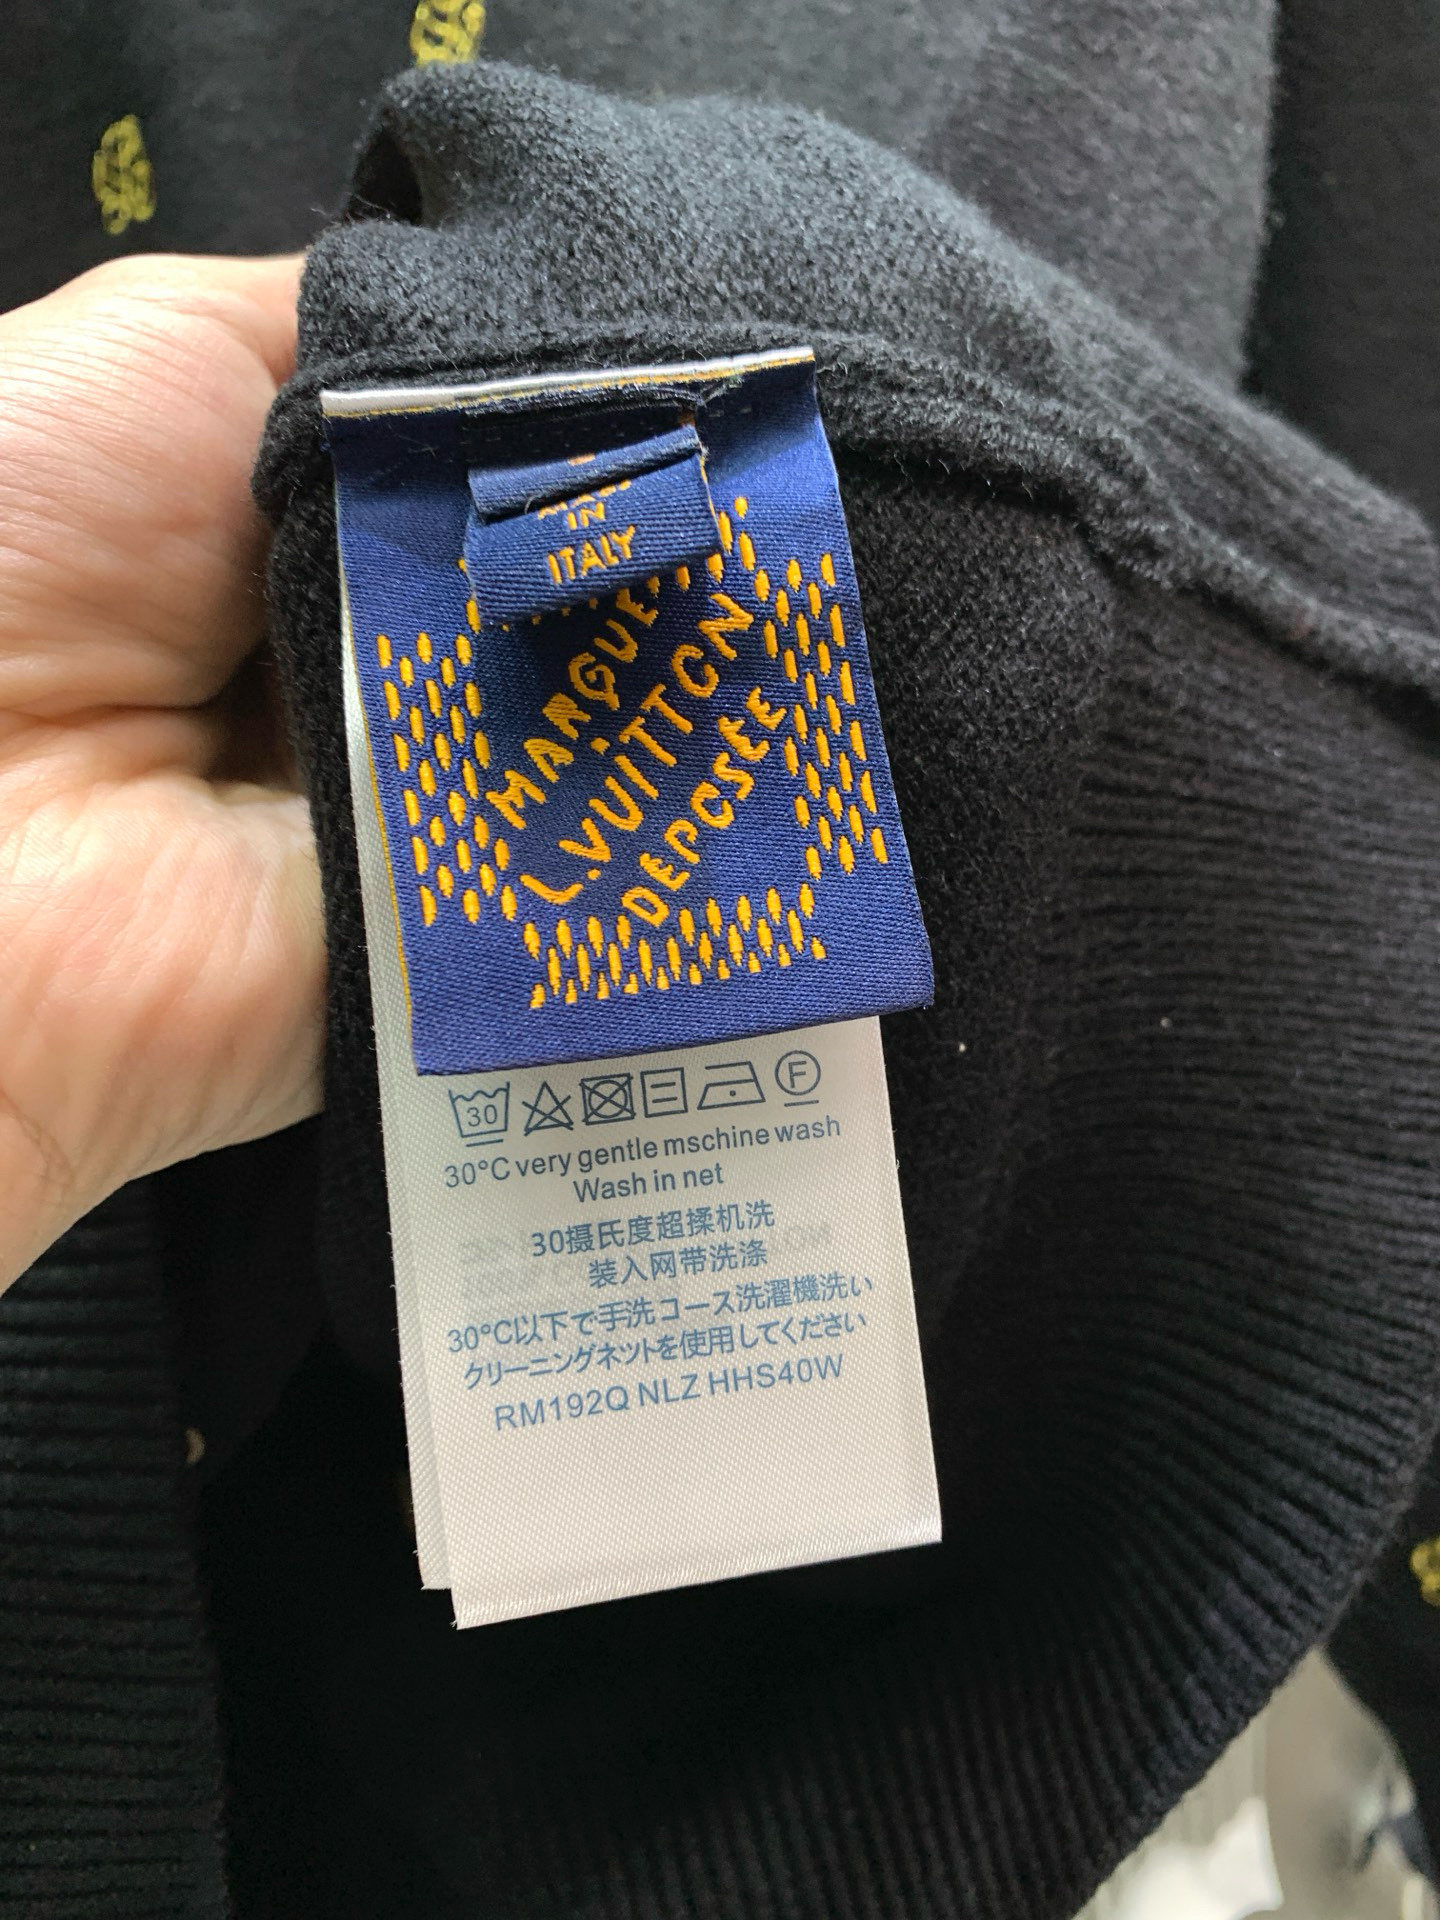 MADE
IN
ITALY
MARQUE
L.VUITTON
DEPOSÉE
30
F
30°C very gentle mschine wash
Wash in net
30摄氏度超揉机洗
装入网带洗涤
30°C以下で手洗コース洗濯機洗い
クリーニングネットを使用してください
RM192Q NLZ HHS40W